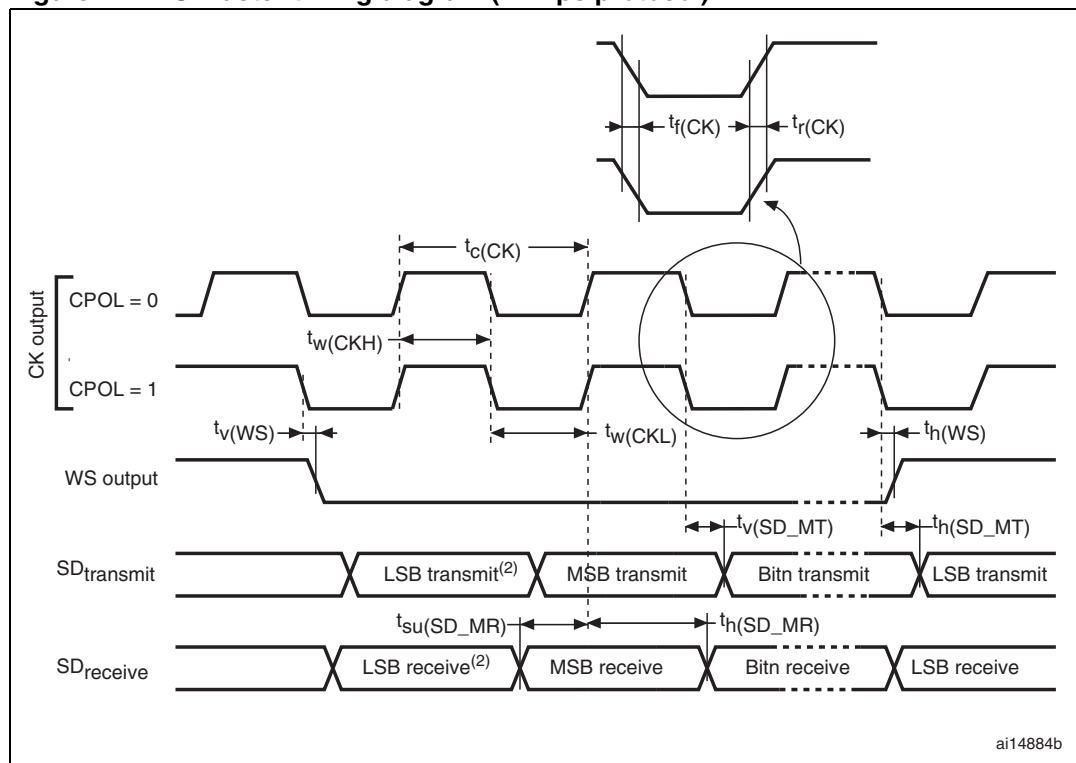 tf(CK)
tr(CK)
tc(CK)
CK output
CPOL = 0
tw(CKH)
CPOL = 1
tv(WS)
tw(CKL)
th(WS)
WS output
tv(SD_MT)
th(SD_MT)
SDtransmit
LSB transmit(2)
MSB transmit
Bitn transmit
LSB transmit
tsu(SD_MR)
th(SD_MR)
SDreceive
LSB receive(2)
MSB receive
Bitn receive
LSB receive
ai14884b